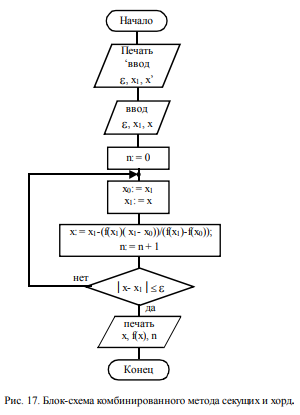 Начало
Печать
‘ввод
ε, x₁, x’
ввод
ε, x₁, x
n: = 0
x₀: = x₁
x₁: = x
x: = x₁-(f(x₁)( x₁- x₀))/(f(x₁)-f(x₀));
n: = n + 1
нет
| x- x₁ | ≤ ε
да
печать
x, f(x), n
Конец
Рис. 17. Блок-схема комбинированного метода секущих и хорд.